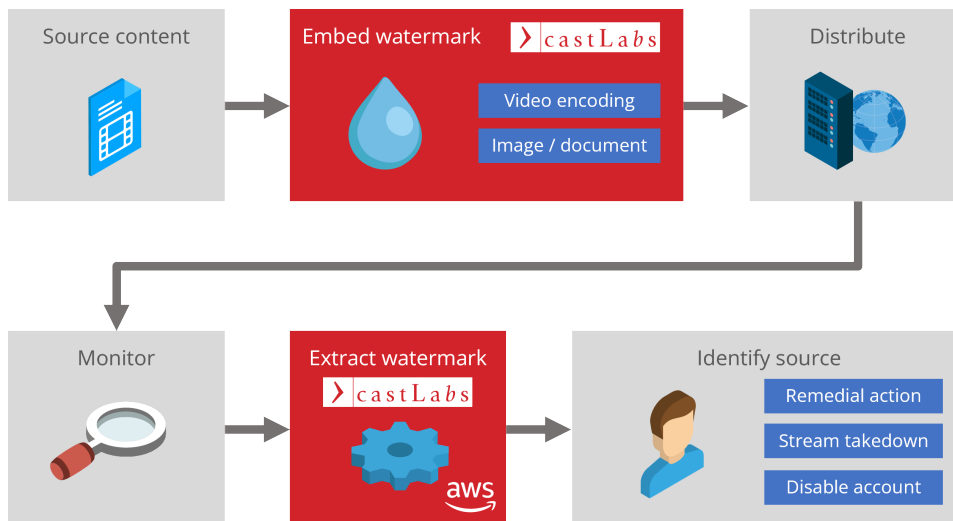 Source content
Embed watermark
castLabs
Video encoding
Image / document
Distribute
Monitor
Extract watermark
castLabs
aws
Identify source
Remedial action
Stream takedown
Disable account